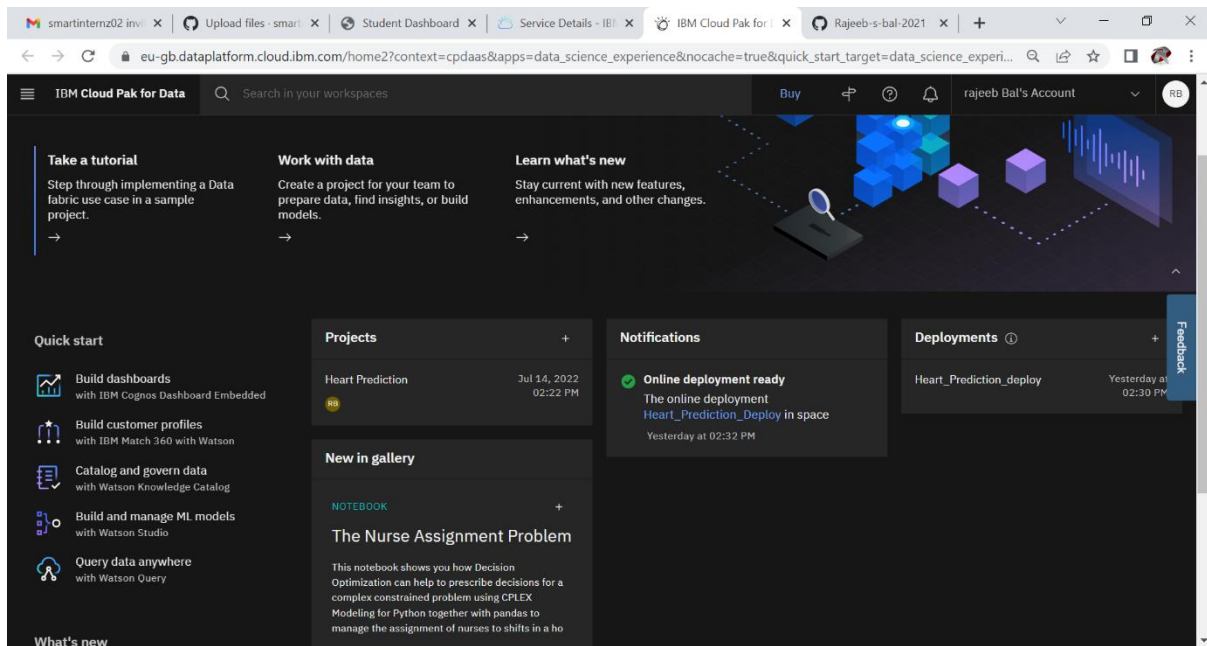 smartinternz02 invi
Upload files · smart
Student Dashboard
Service Details - IB
IBM Cloud Pak for
Rajeeb-s-bal-2021
eu-gb.dataplatform.cloud.ibm.com/home2?context=cpdaas&apps=data_science_experience&nocache=true&quick_start_target=data_science_experi...
IBM Cloud Pak for Data
Search in your workspaces
Buy
rajeeb Bal's Account
RB
Take a tutorial
Step through implementing a Data
fabric use case in a sample
project.
Work with data
Create a project for your team to
prepare data, find insights, or build
models.
Learn what's new
Stay current with new features,
enhancements, and other changes.
Feedback
Quick start
Build dashboards
with IBM Cognos Dashboard Embedded
Build customer profiles
with IBM Match 360 with Watson
Catalog and govern data
with Watson Knowledge Catalog
Build and manage ML models
with Watson Studio
Query data anywhere
with Watson Query
What's new
Projects
Heart Prediction
Jul 14, 2022
02:22 PM
RB
New in gallery
NOTEBOOK
The Nurse Assignment Problem
This notebook shows you how Decision
Optimization can help to prescribe decisions for a
complex constrained problem using CPLEX
Modeling for Python together with pandas to
manage the assignment of nurses to shifts in a ho
Notifications
Online deployment ready
The online deployment
Heart_Prediction_Deploy in space
Yesterday at 02:32 PM
Deployments
Heart_Prediction_deploy
Yesterday at
02:30 PM